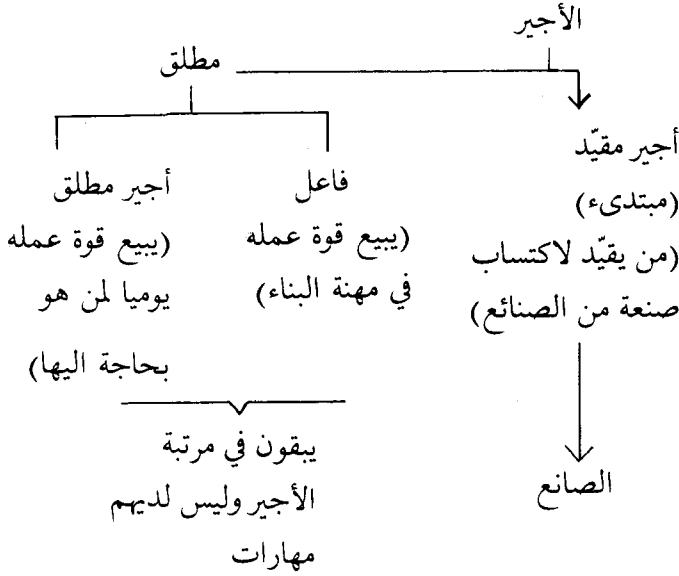 الأجير
مطلق
أجير مقيّد
(مبتدىء)
(من يقيّد لاكتساب
صنعة من الصنائع)
الصانع
فاعل
(يبيع قوة عمله
في مهنة البناء)
أجير مطلق
(يبيع قوة عمله
يوميا لمن هو
بحاجة اليها)
يبقون في مرتبة
الأجير وليس لديهم
مهارات